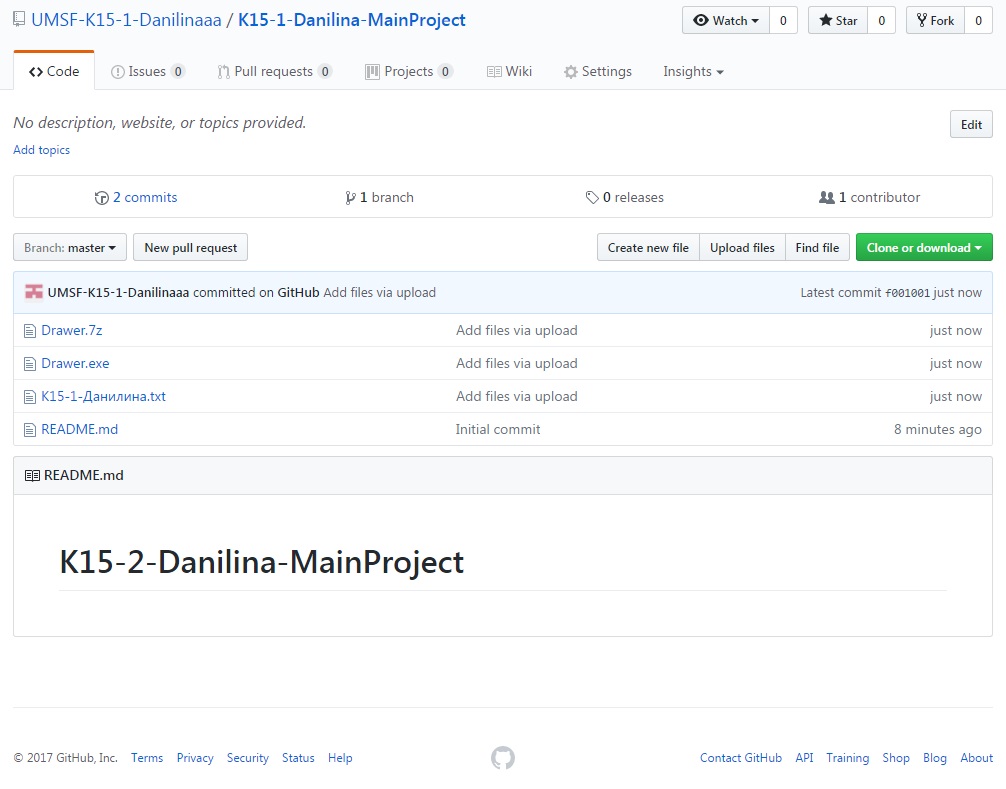 UMSF-K15-1-Danilinaaa / K15-1-Danilina-MainProject
Watch 0 Star 0 Fork 0
Code Issues 0 Pull requests 0 Projects 0 Wiki Settings Insights
No description, website, or topics provided.
Edit
Add topics
2 commits 1 branch 0 releases 1 contributor
Branch: master New pull request Create new file Upload files Find file Clone or download
UMSF-K15-1-Danilinaaa committed on GitHub Add files via upload Latest commit f001001 just now
Drawer.7z Add files via upload just now
Drawer.exe Add files via upload just now
К15-1-Данилина.txt Add files via upload just now
README.md Initial commit 8 minutes ago
README.md
K15-2-Danilina-MainProject
© 2017 GitHub, Inc. Terms Privacy Security Status Help Contact GitHub API Training Shop Blog About